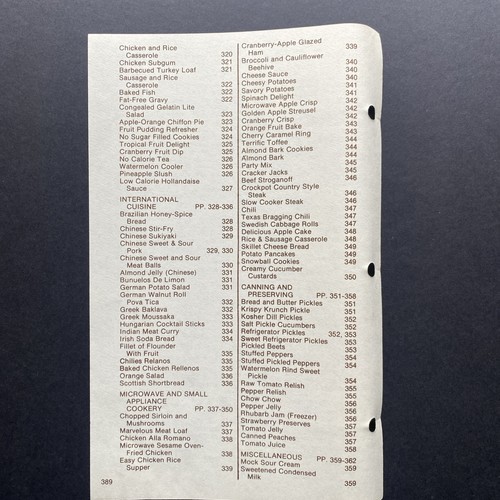 Chicken and Rice
Casserole 320
Chicken Subgum 321
Barbecued Turkey Loaf 321
Sausage and Rice
Casserole 322
Baked Fish 322
Fat-Free Gravy 322
Congealed Gelatin Lite
Salad 323
Apple-Orange Chiffon Pie 323
Fruit Pudding Refresher 324
No Sugar Filled Cookies 324
Tropical Fruit Delight 325
Cranberry Fruit Dip 325
No Calorie Tea 326
Watermelon Cooler 326
Pineapple Slush 326
Low Calorie Hollandaise
Sauce 327
INTERNATIONAL
CUISINE PP. 328-336
Brazilian Honey-Spice
Bread 328
Chinese Stir-Fry 328
Chinese Sukiyaki 329
Chinese Sweet & Sour
Pork 329, 330
Chinese Sweet and Sour
Meat Balls 330
Almond Jelly (Chinese) 331
Bunuelos De Limon 331
German Potato Salad 331
German Walnut Roll
Pova Tica 332
Greek Baklava 332
Greek Moussaka 333
Hungarian Cocktail Sticks 333
Indian Meat Curry 334
Irish Soda Bread 334
Fillet of Flounder
With Fruit 335
Chilies Relanos 335
Baked Chicken Rellenos 335
Orange Salad 336
Scottish Shortbread 336
MICROWAVE AND SMALL
APPLIANCE
COOKERY PP. 337-350
Chopped Sirloin and
Mushrooms 337
Marvelous Meat Loaf 337
Chicken Alla Romano 338
Microwave Sesame Oven-
Fried Chicken 338
Easy Chicken Rice
Supper 339
389
Cranberry-Apple Glazed
Ham 339
Broccoli and Cauliflower
Beehive 340
Cheese Sauce 340
Cheesy Potatoes 340
Savory Potatoes 341
Spinach Delight 341
Microwave Apple Crisp 342
Golden Apple Streusel 342
Cranberry Crisp 342
Orange Fruit Bake 343
Cherry Caramel Ring 343
Terrific Toffee 344
Almond Bark Cookies 344
Almond Bark 344
Party Mix 345
Cracker Jacks 345
Beef Stroganoff 346
Crockpot Country Style
Steak 346
Slow Cooker Steak 346
Chili 347
Texas Bragging Chili 347
Swedish Cabbage Rolls 347
Delicious Apple Cake 348
Rice & Sausage Casserole 348
Skillet Cheese Bread 349
Potato Pancakes 349
Snowball Cookies 349
Creamy Cucumber
Custards 350
CANNING AND
PRESERVING PP. 351-358
Bread and Butter Pickles 351
Krispy Krunch Pickle 351
Kosher Dill Pickles 351
Salt Pickle Cucumbers 352
Refrigerator Pickles 352, 353
Sweet Refrigerator Pickles 353
Pickled Beets 353
Stuffed Peppers 354
Stuffed Pickled Peppers 354
Watermelon Rind Sweet
Pickle 354
Raw Tomato Relish 355
Pepper Relish 355
Chow Chow 355
Pepper Jelly 356
Rhubarb Jam (Freezer) 356
Strawberry Preserves 356
Tomato Jelly 357
Canned Peaches 357
Tomato Juice 358
MISCELLANEOUS PP. 359-362
Mock Sour Cream 359
Sweetened Condensed
Milk 359